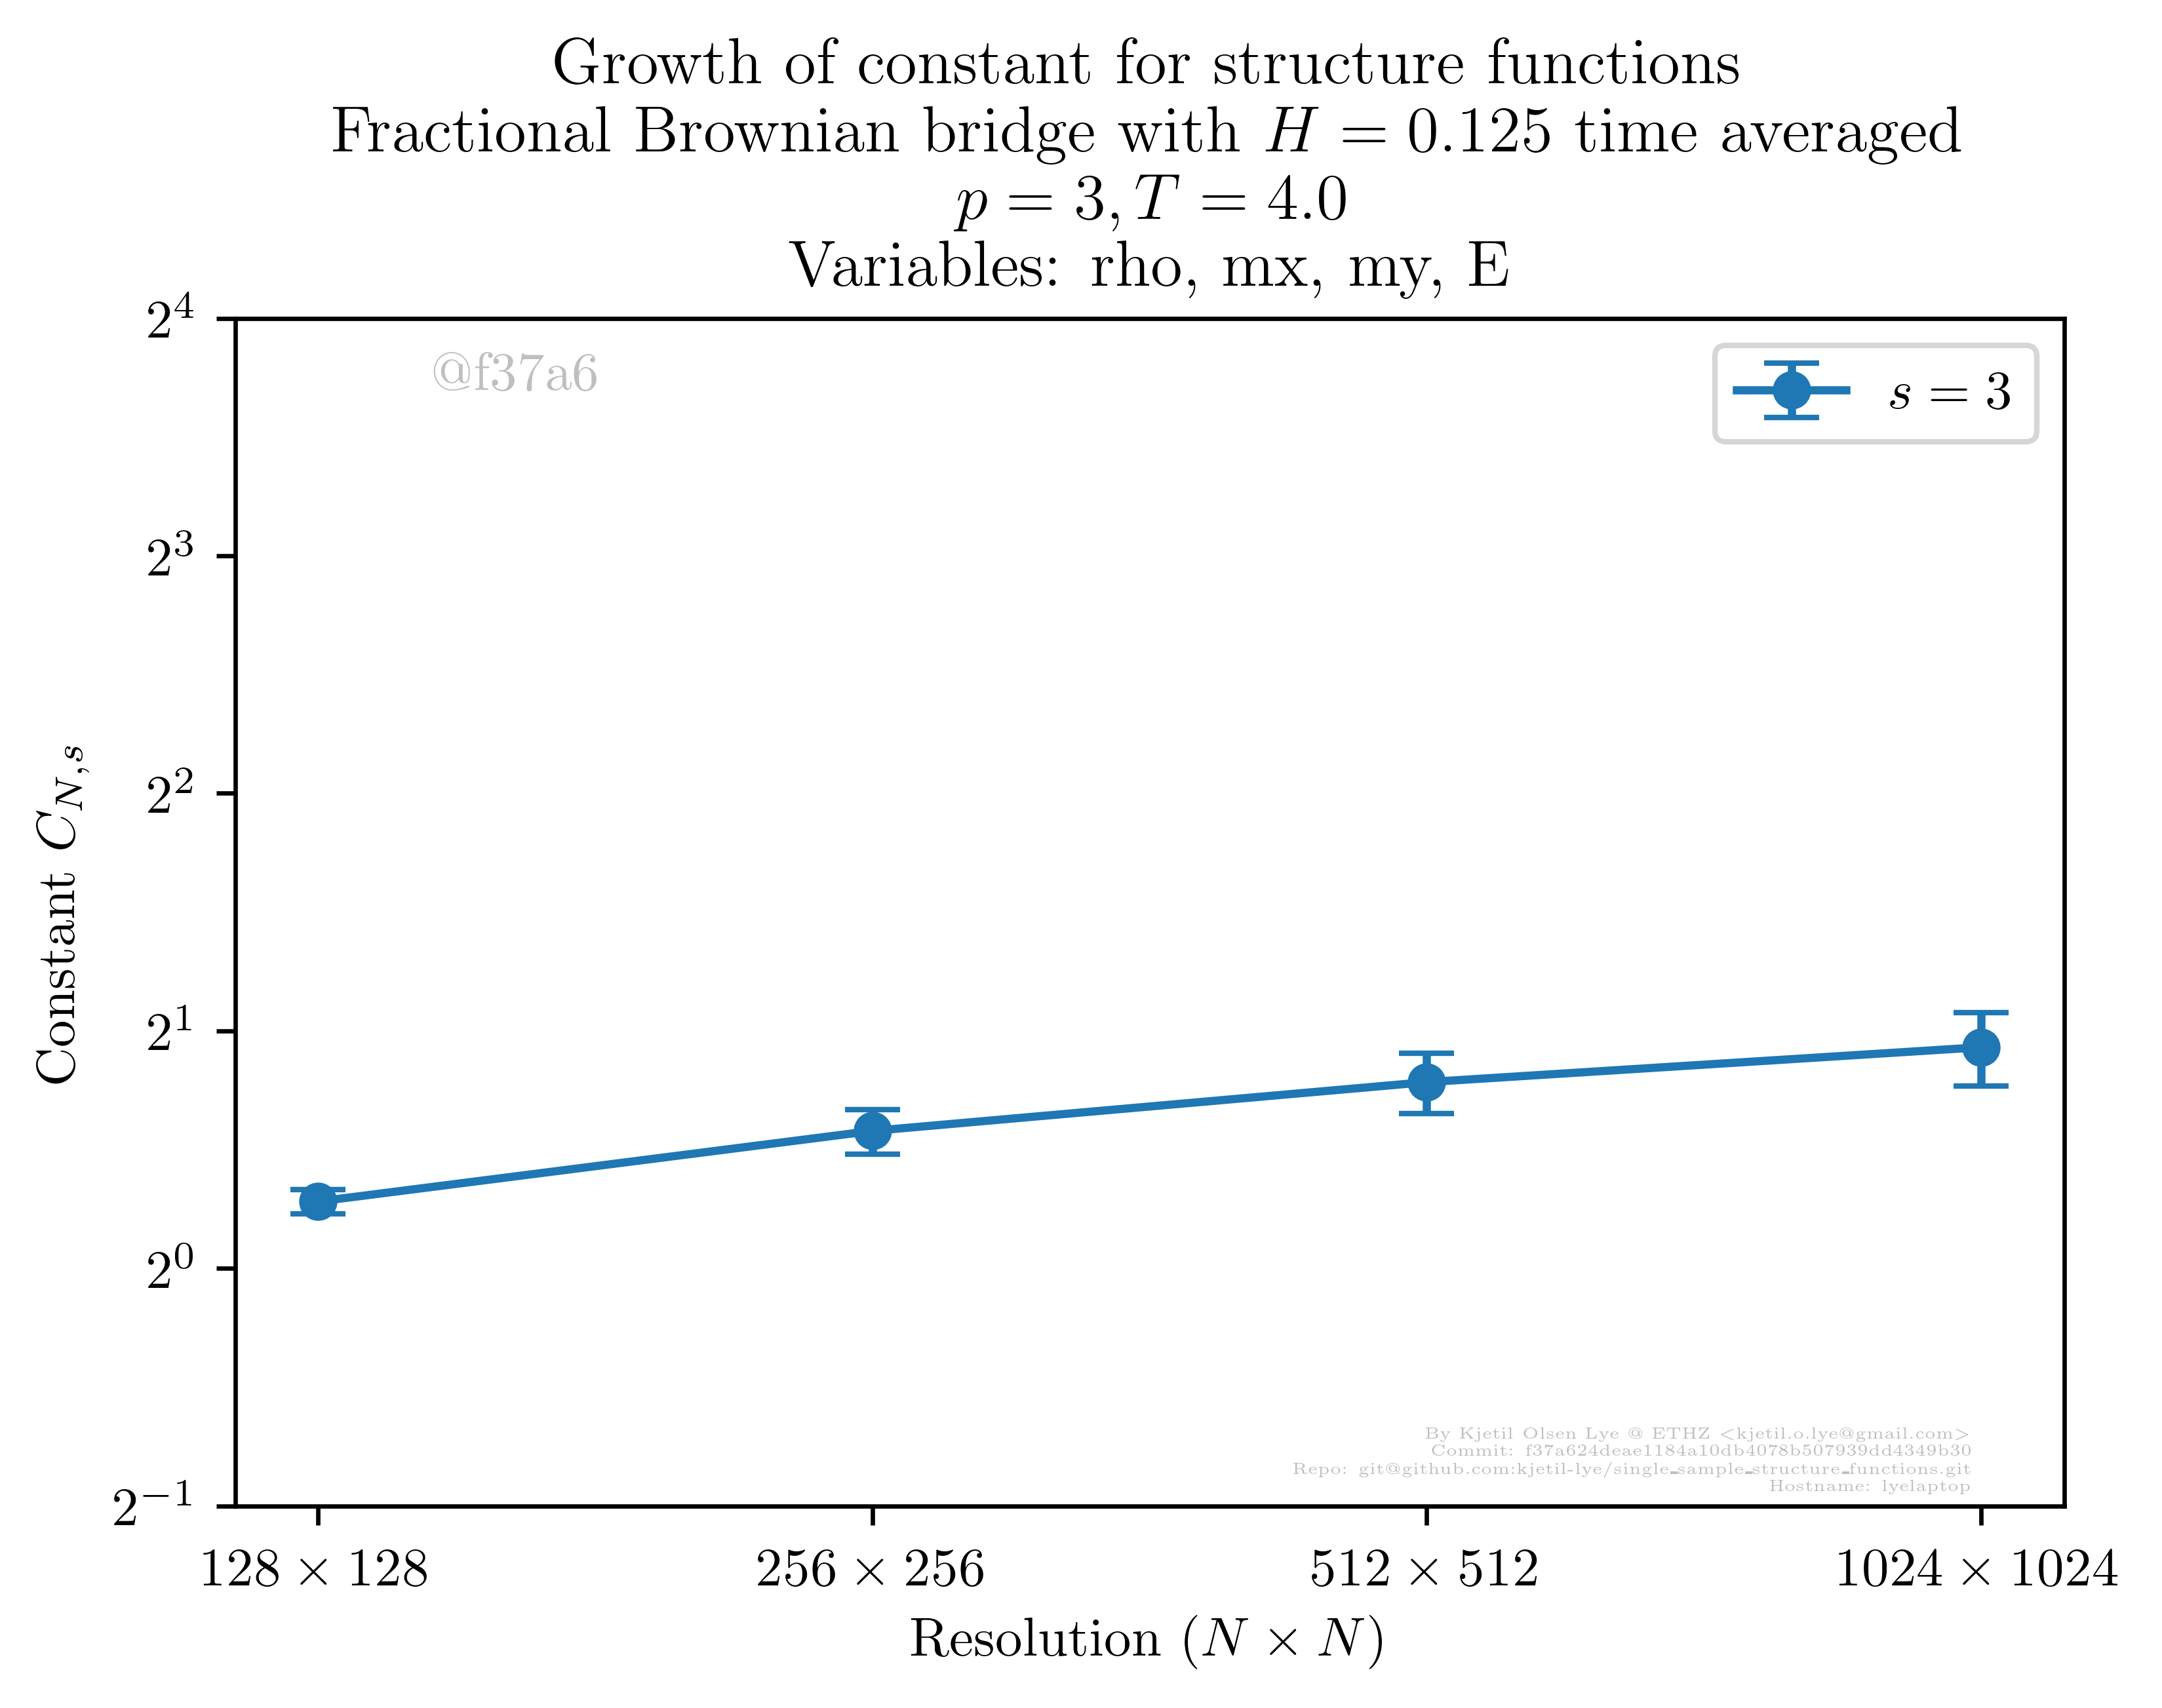 Growth of constant for structure functions
Fractional Brownian bridge with H = 0.125 time averaged
p = 3, T = 4.0
Variables: rho, mx, my, E
@f37a6
s = 3
2^4
2^3
2^2
2^1
2^0
2^{-1}
Constant C_{N,s}
By Kjetil Olsen Lye @ ETHZ <kjetil.o.lye@gmail.com>
Commit: f37a624deae1184a10db4078b507939dd4349b30
Repo: git@github.com:kjetil-lye/single_sample_structure_functions.git
Hostname: lyelaptop
128 × 128
256 × 256
512 × 512
1024 × 1024
Resolution (N × N)